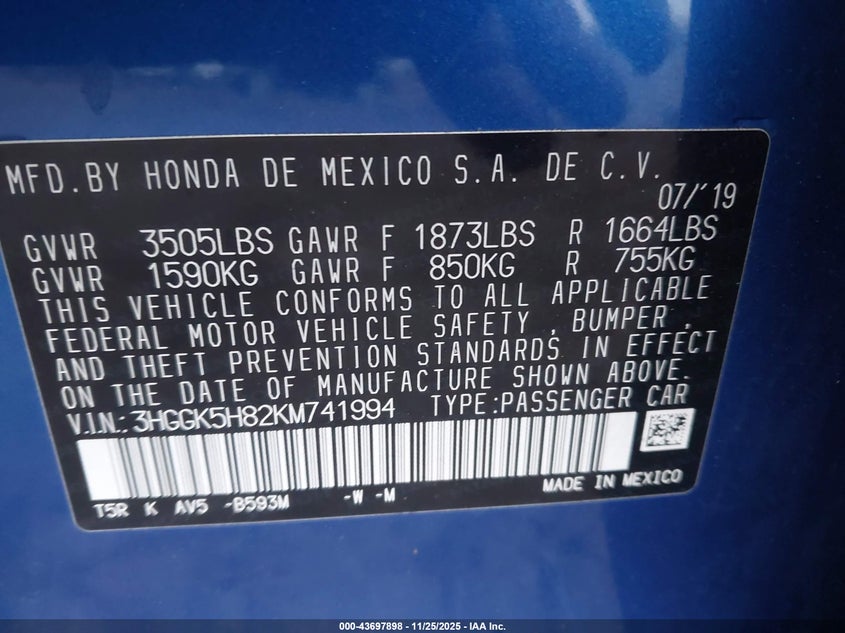 MFD.BY HONDA DE MEXICO S.A. DE C.V.
07/'19
GVWR 3505LBS GAWR F 1873LBS R 1664LBS
GVWR 1590KG GAWR F 850KG R 755KG
THIS VEHICLE CONFORMS TO ALL APPLICABLE
FEDERAL MOTOR VEHICLE SAFETY, BUMPER,
AND THEFT PREVENTION STANDARDS IN EFFECT
ON THE DATE OF MANUFACTURE SHOWN ABOVE.
V.I.N.: 3HGGK5H82KM741994 TYPE:PASSENGER CAR
T5R K AV5 -B593M -W -M MADE IN MEXICO
000-43697898 - 11/25/2025 - IAA Inc.